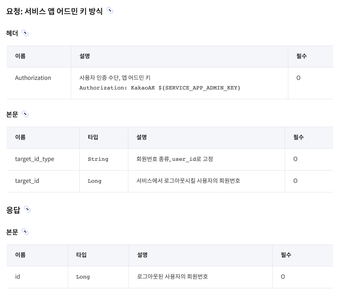 요청: 서비스 앱 어드민 키 방식
헤더
이름 설명 필수
Authorization 사용자 인증 수단, 앱 어드민 키 O
Authorization: KakaoAK ${SERVICE_APP_ADMIN_KEY}
본문
이름 타입 설명 필수
target_id_type String 회원번호 종류, user_id로 고정 O
target_id Long 서비스에서 로그아웃시킬 사용자의 회원번호 O
응답
본문
이름 타입 설명 필수
id Long 로그아웃된 사용자의 회원번호 O